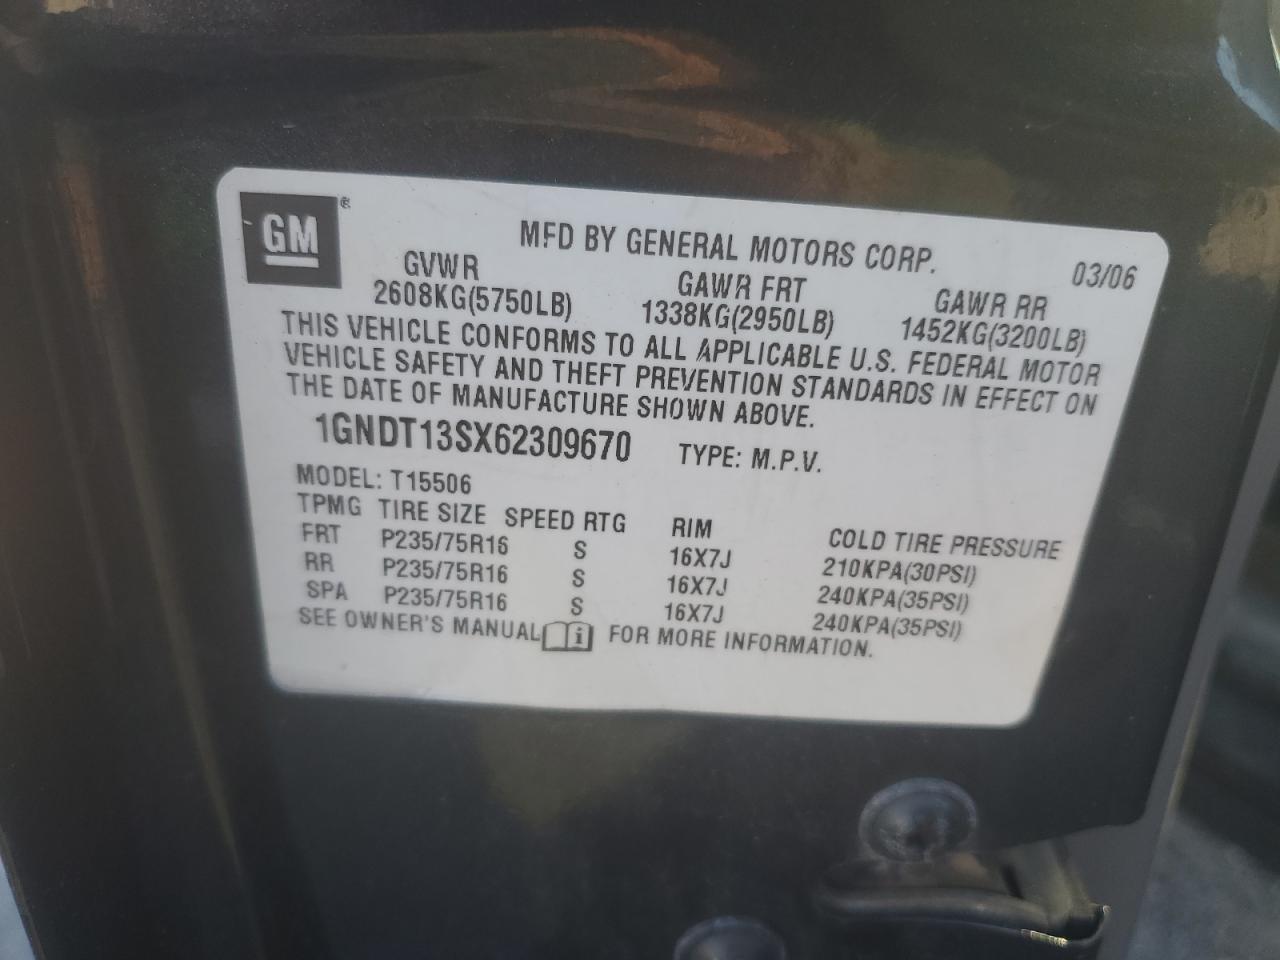 GM®
MFD BY GENERAL MOTORS CORP.
03/06
GVWR GAWR FRT GAWR RR
2608KG(5750LB) 1338KG(2950LB) 1452KG(3200LB)
THIS VEHICLE CONFORMS TO ALL APPLICABLE U.S. FEDERAL MOTOR
VEHICLE SAFETY AND THEFT PREVENTION STANDARDS IN EFFECT ON
THE DATE OF MANUFACTURE SHOWN ABOVE.
1GNDT13SX62309670 TYPE: M.P.V.
MODEL: T15506
TPMG TIRE SIZE SPEED RTG RIM COLD TIRE PRESSURE
FRT P235/75R16 S 16X7J 210KPA(30PSI)
RR P235/75R16 S 16X7J 240KPA(35PSI)
SPA P235/75R16 S 16X7J 240KPA(35PSI)
SEE OWNER'S MANUAL i FOR MORE INFORMATION.